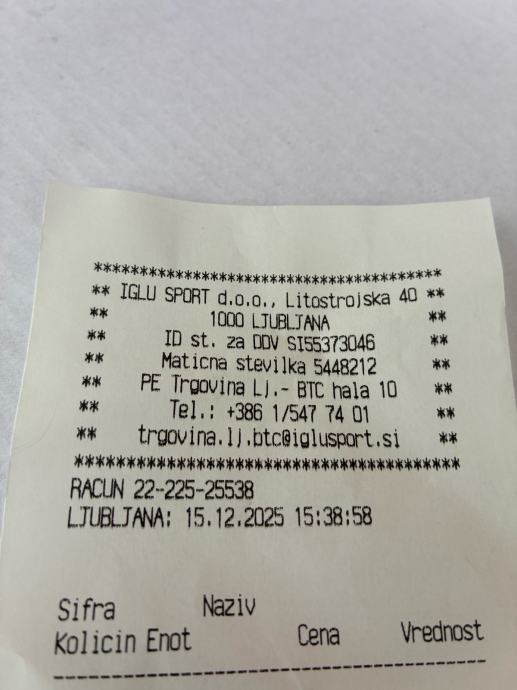 **************************************
** IGLU SPORT d.o.o., Litostrojska 40 **
** 1000 LJUBLJANA **
** ID st. za DDV SI55373046 **
** Maticna stevilka 5448212 **
** PE Trgovina Lj.- BTC hala 10 **
** Tel.: +386 1/547 74 01 **
** trgovina.lj.btc@iglusport.si **
**************************************
RACUN 22-225-25538
LJUBLJANA: 15.12.2025 15:38:58
Sifra Naziv
Kolicin Enot Cena Vrednost
--------------------------------------